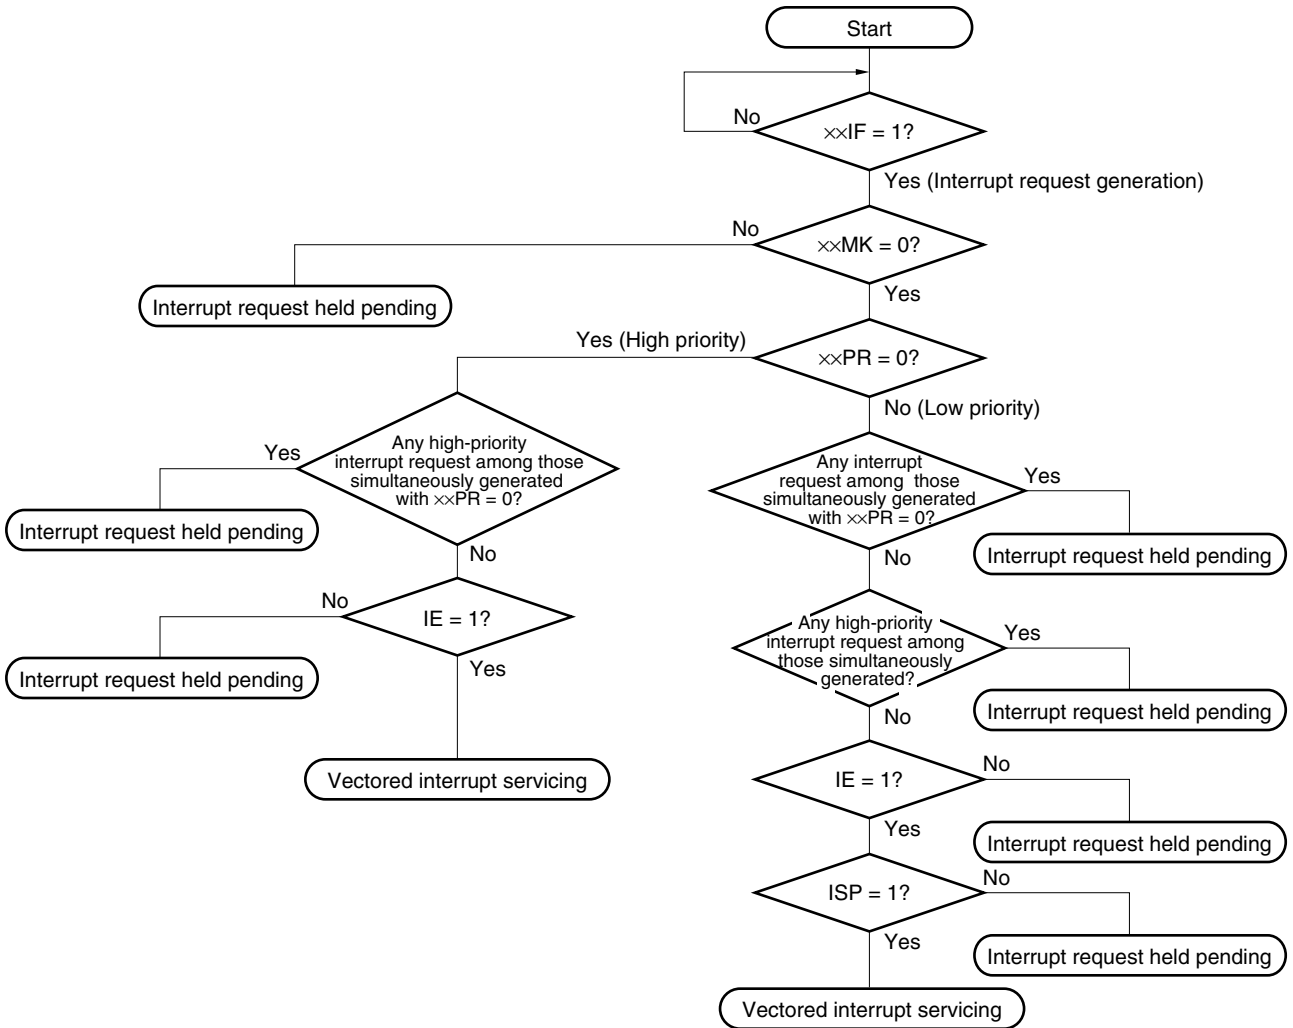 Start
No
××IF = 1?
Yes (Interrupt request generation)
No
××MK = 0?
Interrupt request held pending
Yes
Yes (High priority)
××PR = 0?
No (Low priority)
Yes
Any high-priority
interrupt request among those
simultaneously generated
with ××PR = 0?
Any interrupt
request among those
simultaneously generated
with ××PR = 0?
Yes
Interrupt request held pending
No
Interrupt request held pending
No
No
IE = 1?
Any high-priority
interrupt request among
those simultaneously
generated?
Yes
Interrupt request held pending
Yes
Interrupt request held pending
No
Vectored interrupt servicing
IE = 1?
No
Yes
Interrupt request held pending
ISP = 1?
No
Yes
Interrupt request held pending
Vectored interrupt servicing